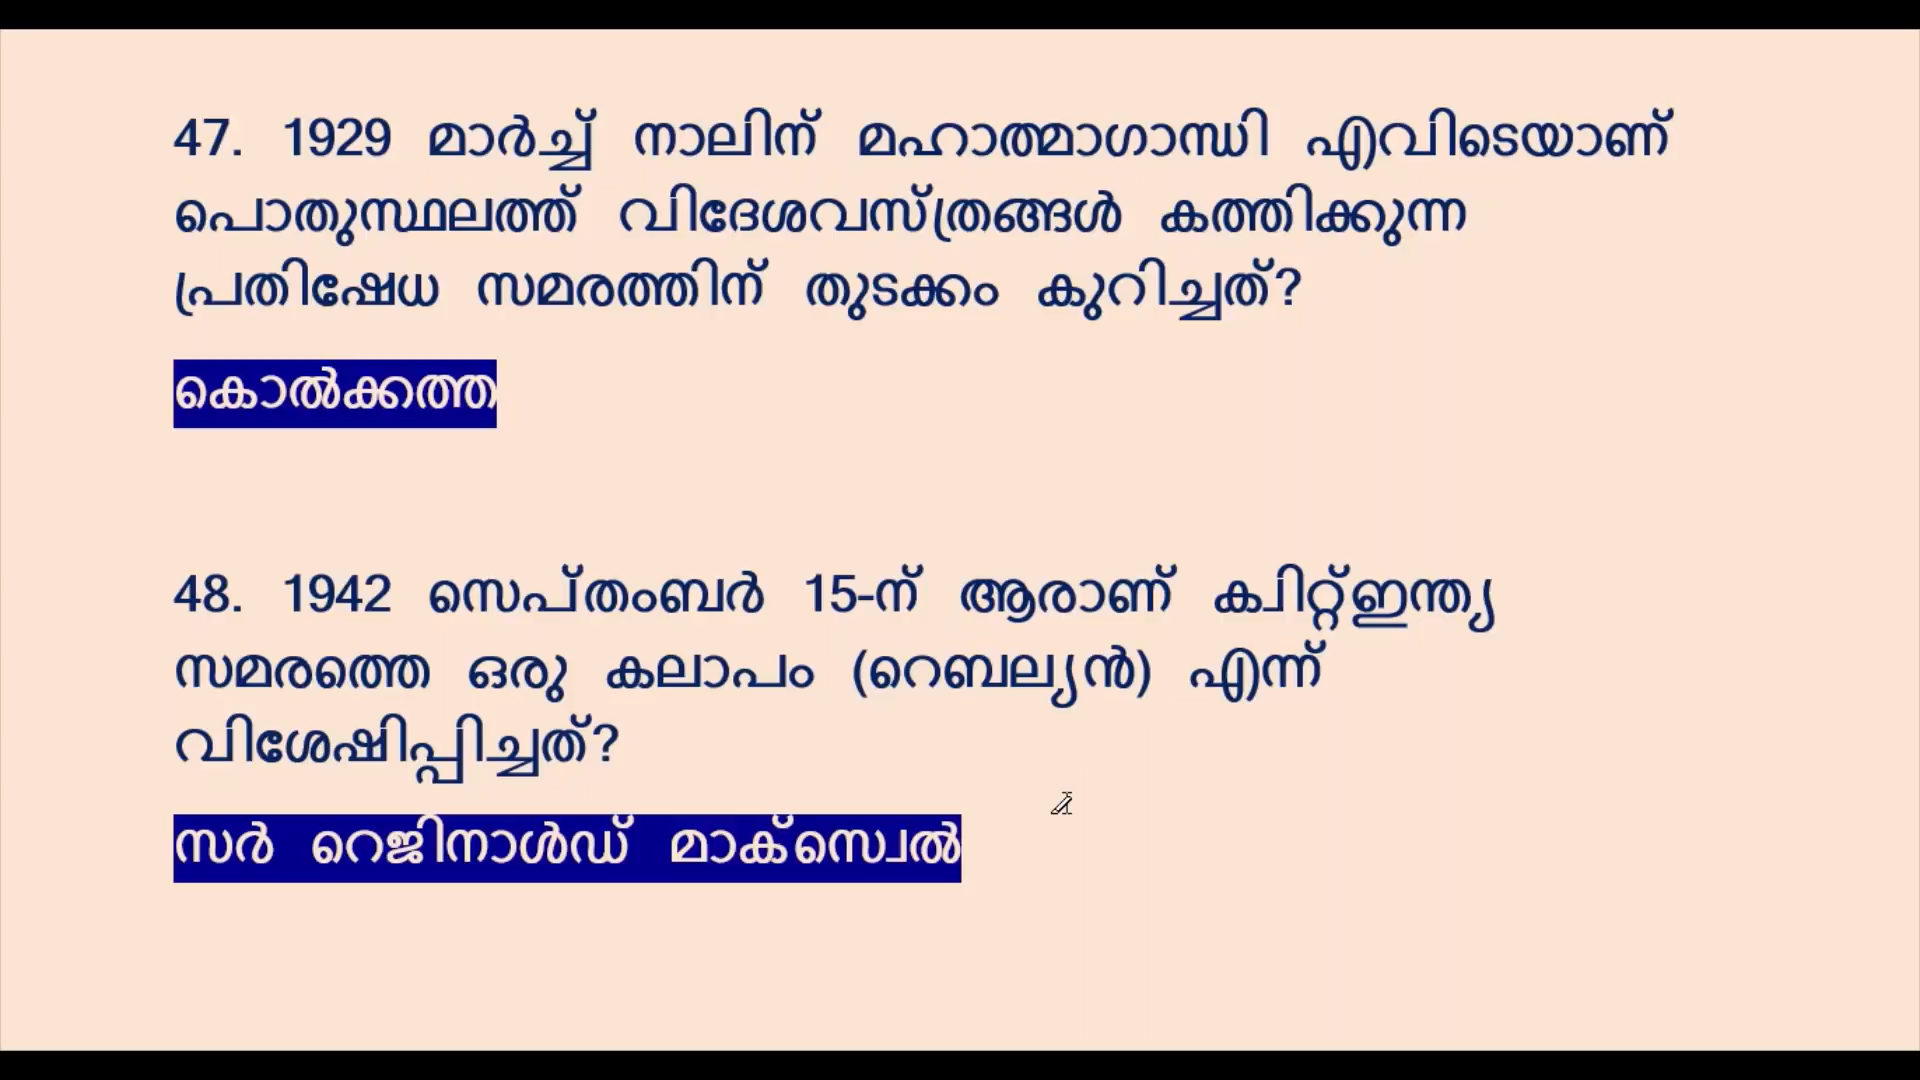 47. 1929 മാർച്ച് നാലിന് മഹാത്മാഗാന്ധി എവിടെയാണ്
പൊതുസ്ഥലത്ത് വിദേശവസ്ത്രങ്ങൾ കത്തിക്കുന്ന
പ്രതിഷേധ സമരത്തിന് തുടക്കം കുറിച്ചത്?
കൊൽക്കത്ത
48. 1942 സെപ്തംബർ 15-ന് ആരാണ് ക്വിറ്റ്ഇന്ത്യ
സമരത്തെ ഒരു കലാപം (റെബല്യൻ) എന്ന്
വിശേഷിപ്പിച്ചത്?
സർ റെജിനാൾഡ് മാക്സ്വെൽ